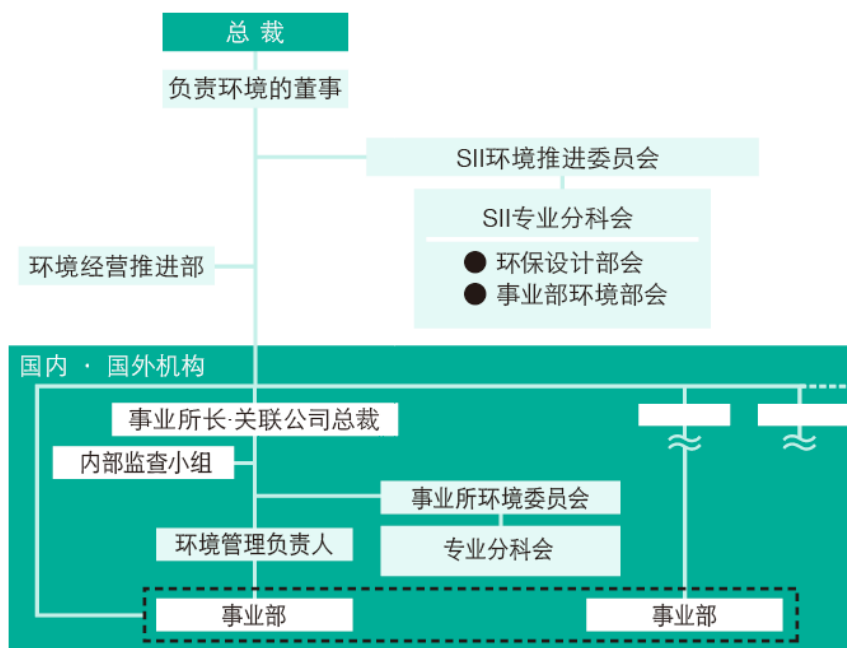 总 裁
负责环境的董事
SII环境推进委员会
SII专业分科会
● 环保设计部会
● 事业部环境部会
环境经营推进部
国内 · 国外机构
事业所长·关联公司总裁
内部监查小组
事业所环境委员会
环境管理负责人
专业分科会
事业部
事业部